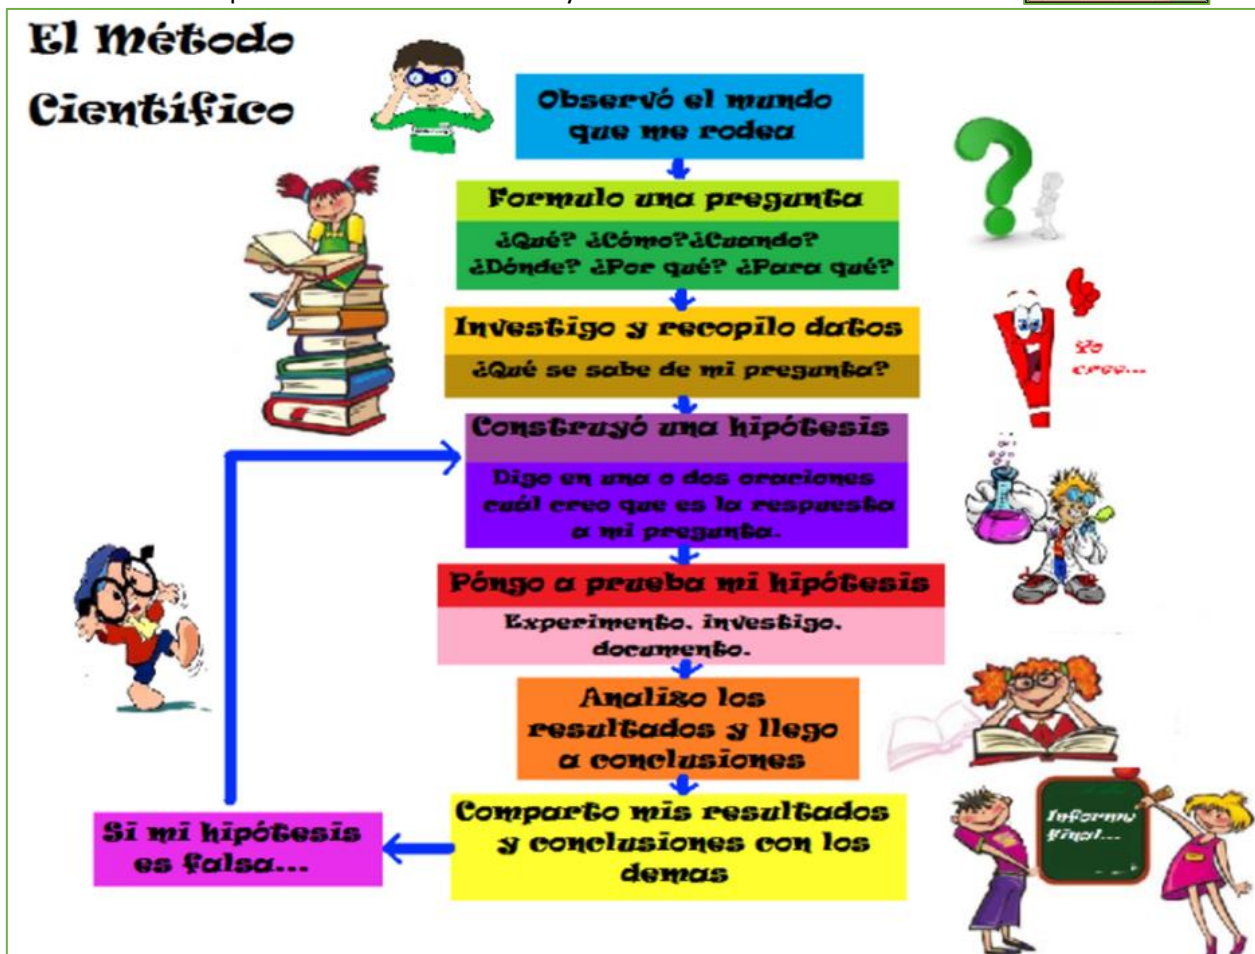 El Método
Científico
Observó el mundo
que me rodea
Formulo una pregunta
¿Qué? ¿Cómo?¿Cuando?
¿Dónde? ¿Por qué? ¿Para qué?
Investigo y recopilo datos
¿Qué se sabe de mi pregunta?
Yo
cree...
Construyó una hipótesis
Digo en una o dos oraciones
cuál creo que es la respuesta
a mi pregunta.
Póngo a prueba mi hipótesis
Experimento, investigo,
documento.
Analizo los
resultados y llego
a conclusiones
Comparto mis resultados
y conclusiones con los
demas
Si mi hipótesis
es falsa...
Informe
final...